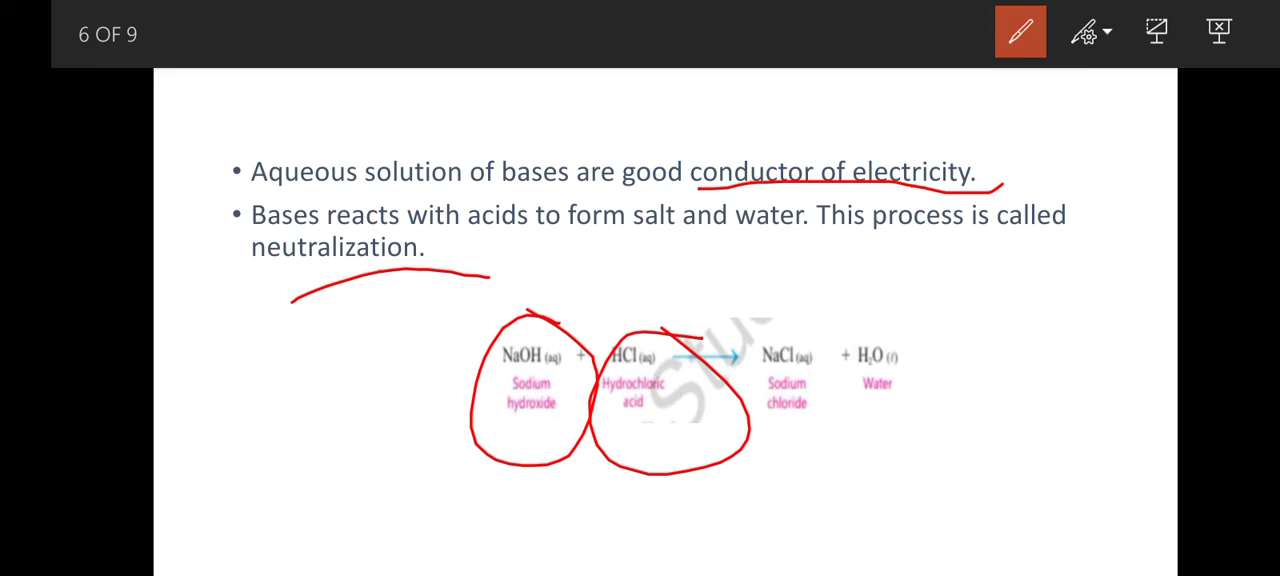 6 OF 9
• Aqueous solution of bases are good conductor of electricity.
• Bases reacts with acids to form salt and water. This process is called
neutralization.
NaOH (aq) + HCl (aq) → NaCl (aq) + H₂O (l)
Sodium Hydrochloric Sodium Water
hydroxide acid chloride